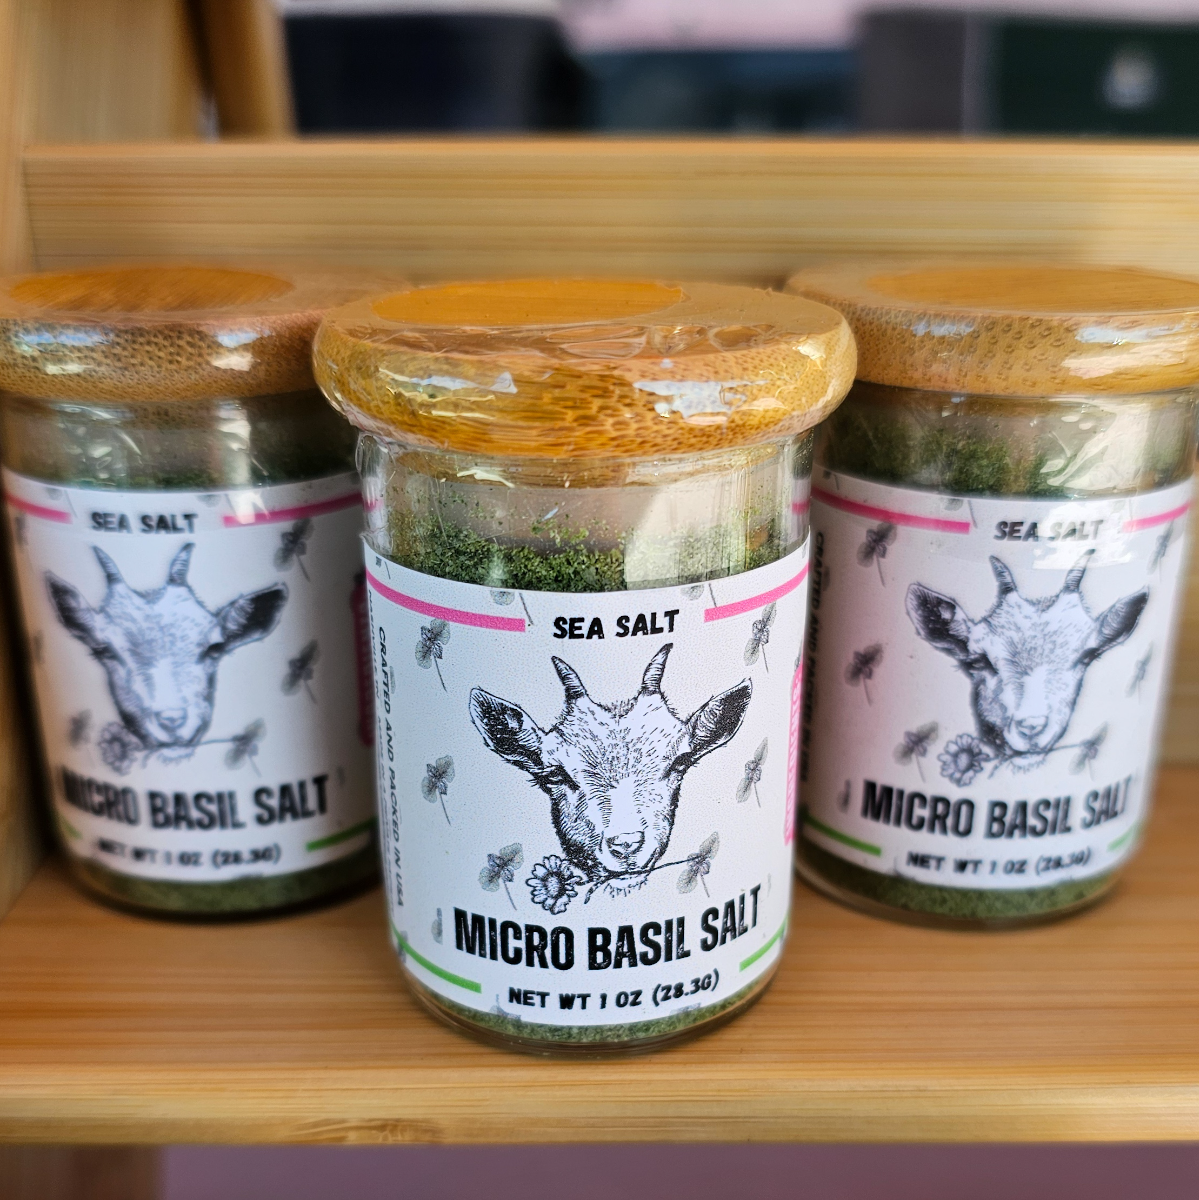 SEA SALT
MICRO BASIL SALT
NET WT 1 OZ (28.3G)
SEA SALT
CRAFTED AND PACKED IN USA
MICRO BASIL SALT
NET WT 1 OZ (28.3G)
SEA SALT
MICRO BASIL SALT
NET WT 1 OZ (28.3G)